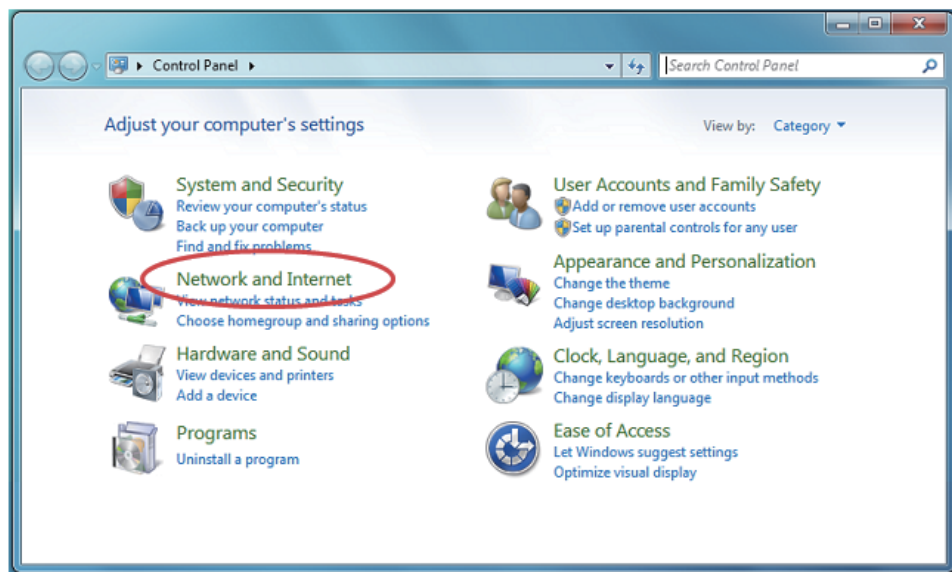 Control Panel
Search Control Panel
Adjust your computer's settings
View by: Category
System and Security
Review your computer's status
Back up your computer
Find and fix problems
Network and Internet
View network status and tasks
Choose homegroup and sharing options
Hardware and Sound
View devices and printers
Add a device
Programs
Uninstall a program
User Accounts and Family Safety
Add or remove user accounts
Set up parental controls for any user
Appearance and Personalization
Change the theme
Change desktop background
Adjust screen resolution
Clock, Language, and Region
Change keyboards or other input methods
Change display language
Ease of Access
Let Windows suggest settings
Optimize visual display